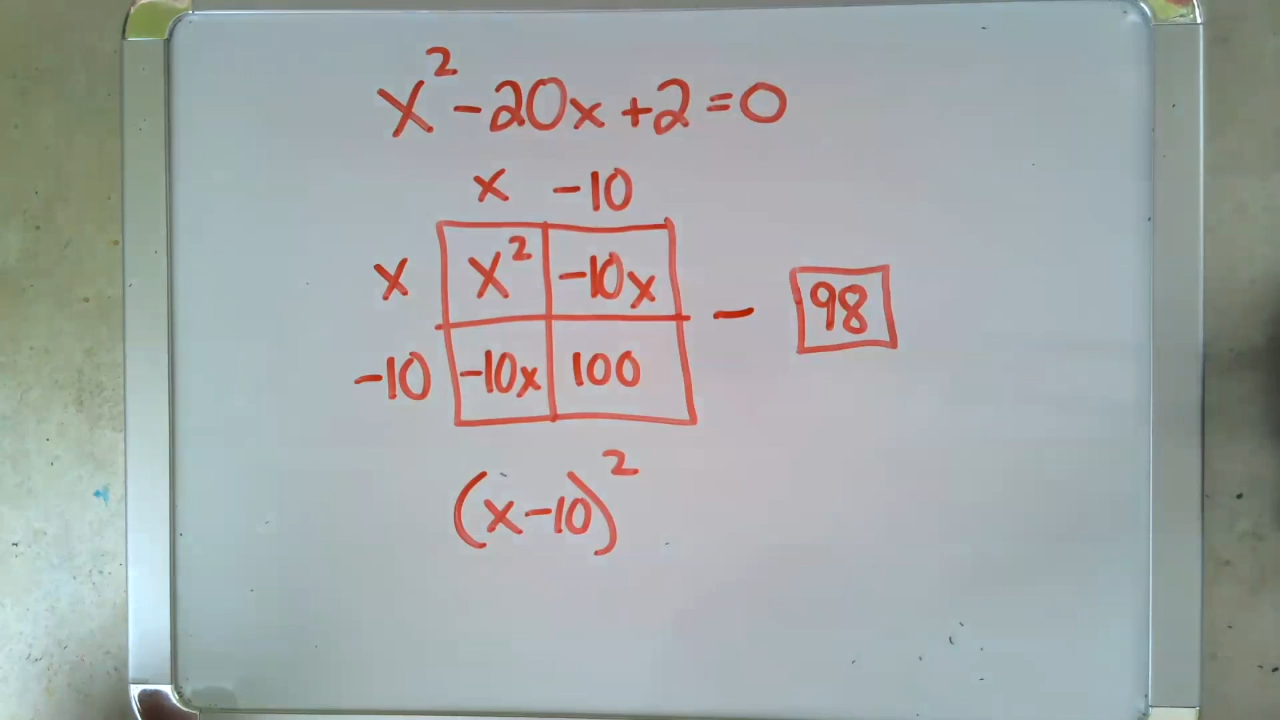 x²-20x+2=0
x -10
x x² -10x - 98
-10 -10x 100
(x-10)²